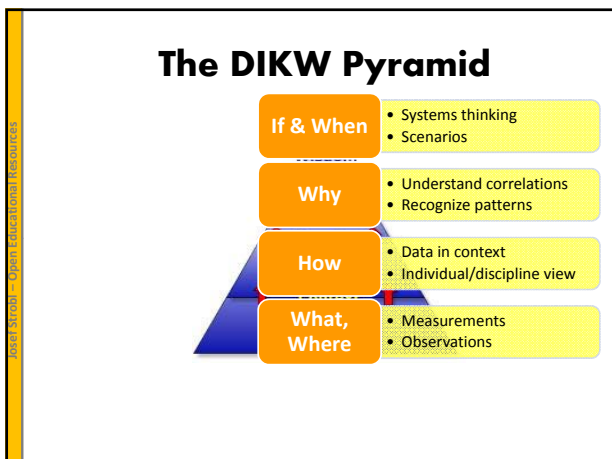 The DIKW Pyramid
If & When
• Systems thinking
• Scenarios
Why
• Understand correlations
• Recognize patterns
How
• Data in context
• Individual/discipline view
What,
Where
• Measurements
• Observations
Josef Strobl – Open Educational Resources